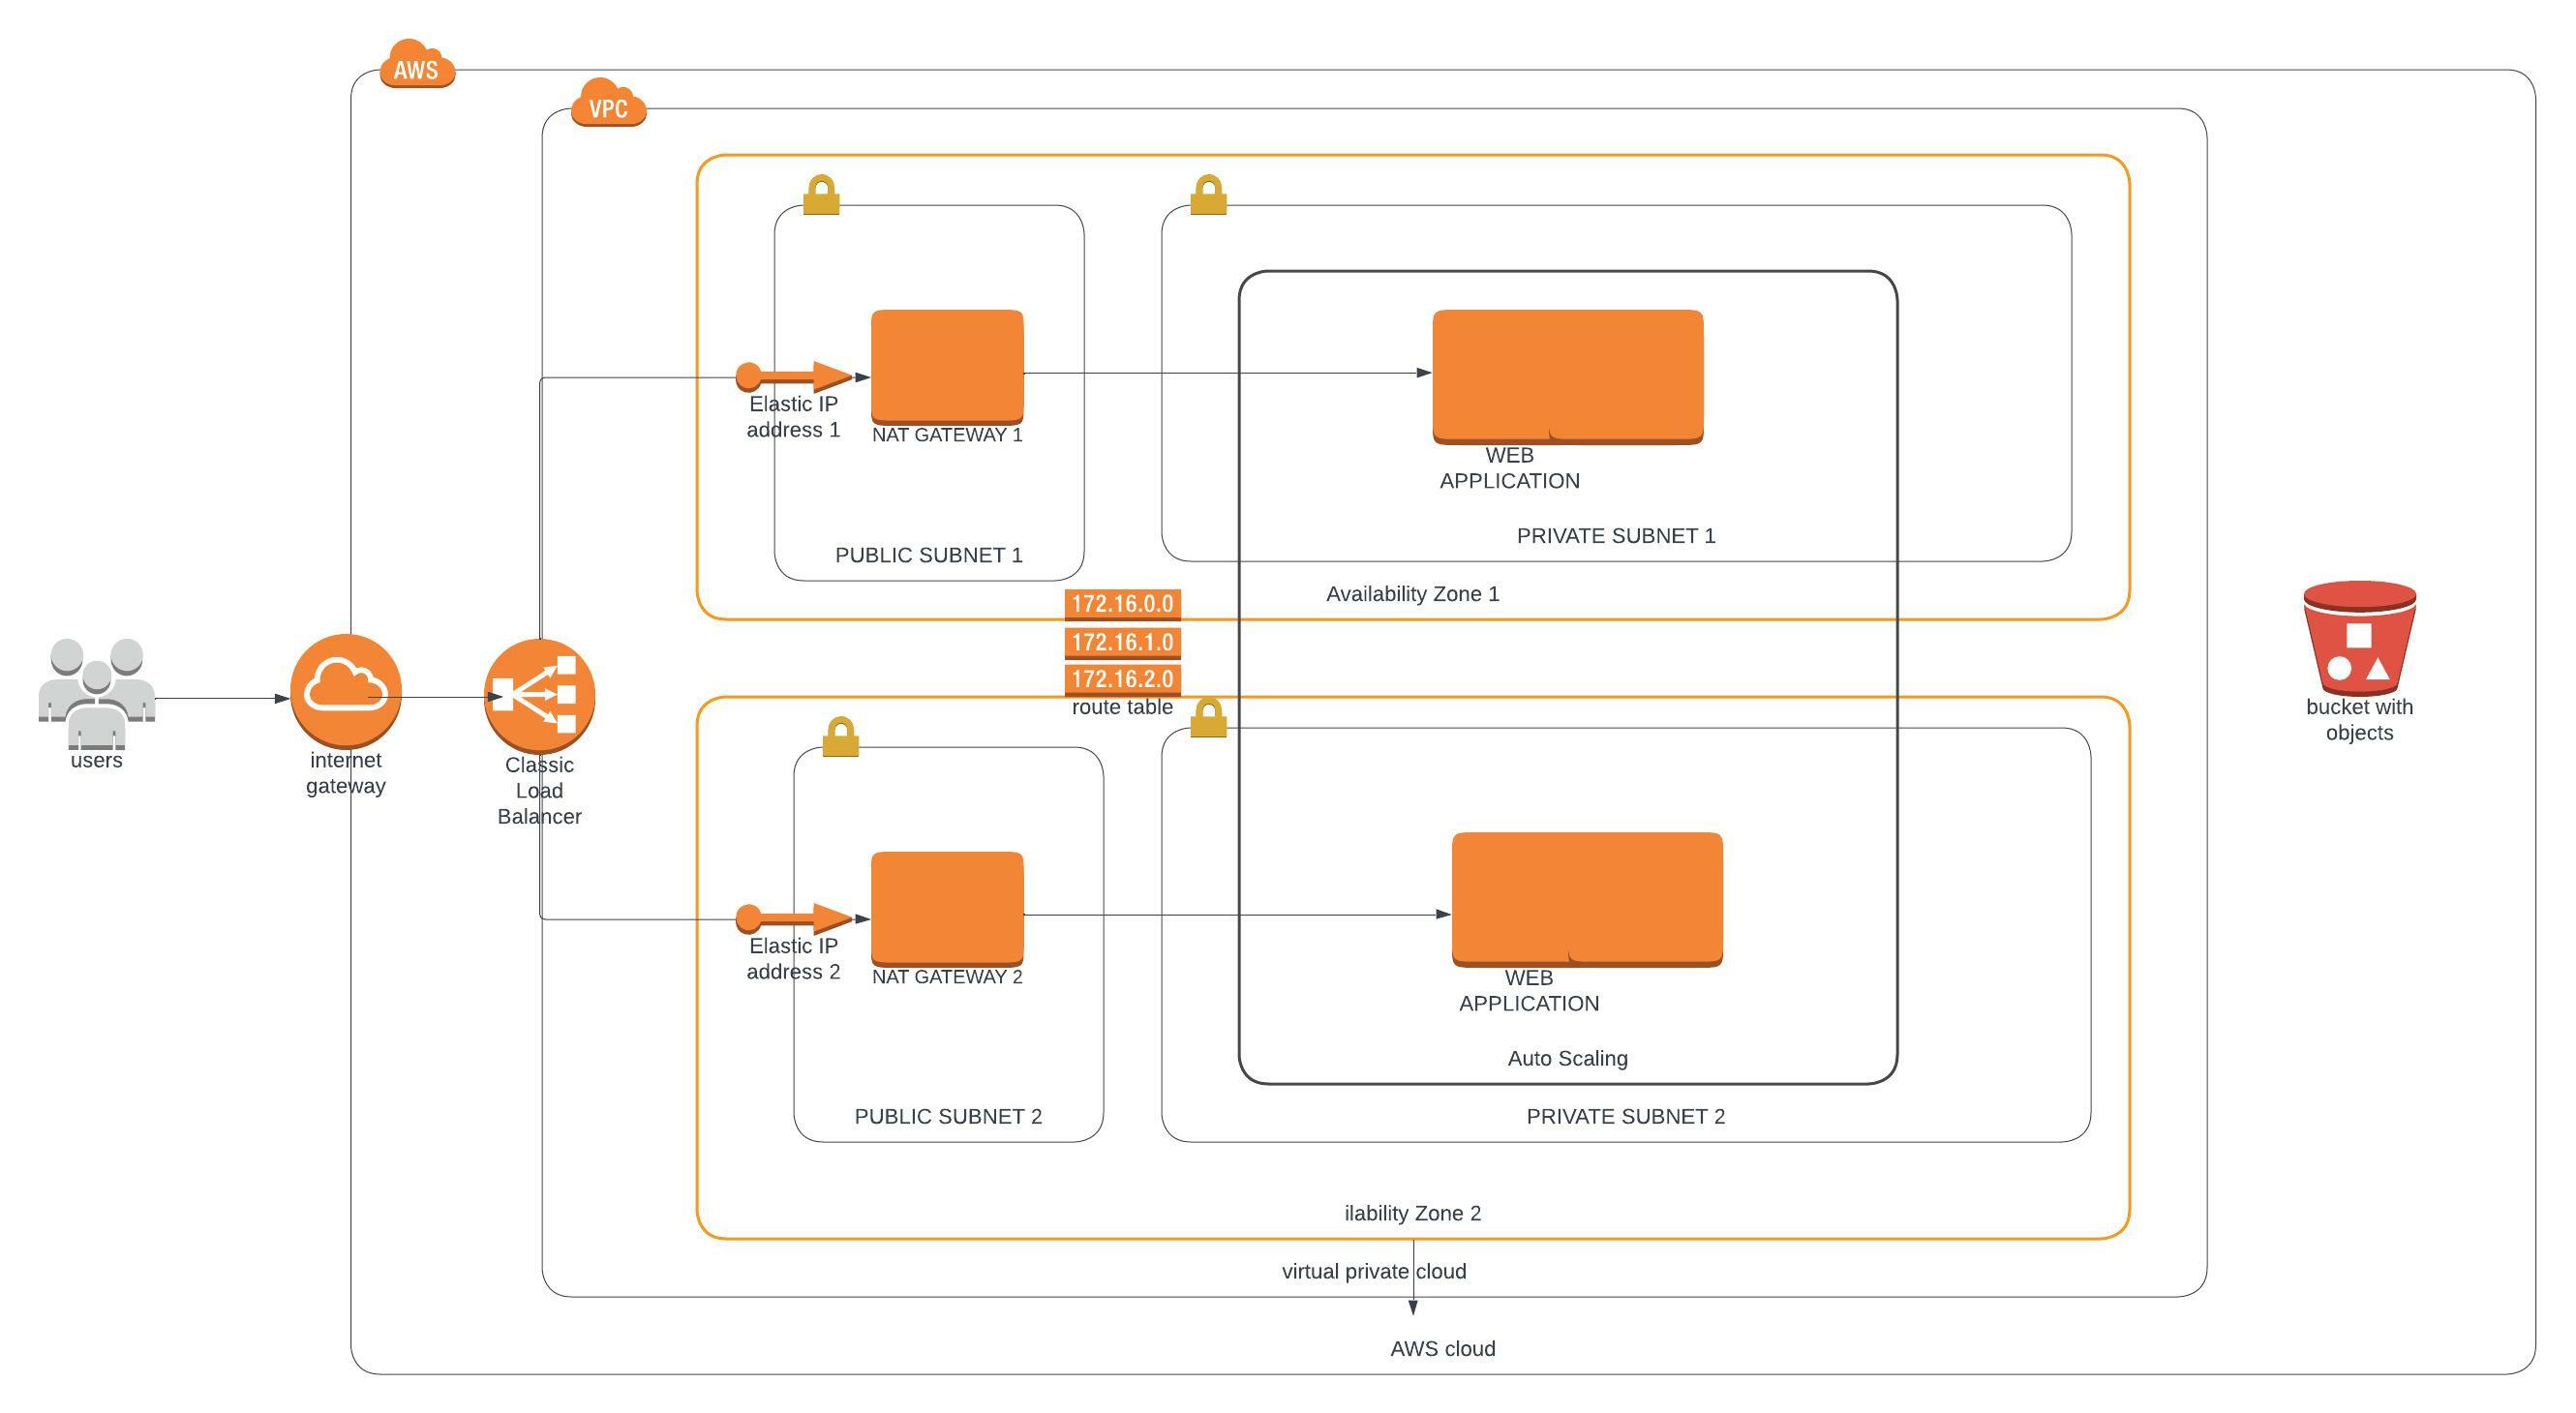 AWS
VPC
Elastic IP
address 1
NAT GATEWAY 1
WEB
APPLICATION
PUBLIC SUBNET 1
PRIVATE SUBNET 1
Availability Zone 1
172.16.0.0
172.16.1.0
172.16.2.0
route table
users
internet
gateway
Classic
Load
Balancer
bucket with
objects
Elastic IP
address 2
NAT GATEWAY 2
WEB
APPLICATION
Auto Scaling
PUBLIC SUBNET 2
PRIVATE SUBNET 2
ilability Zone 2
virtual private cloud
AWS cloud